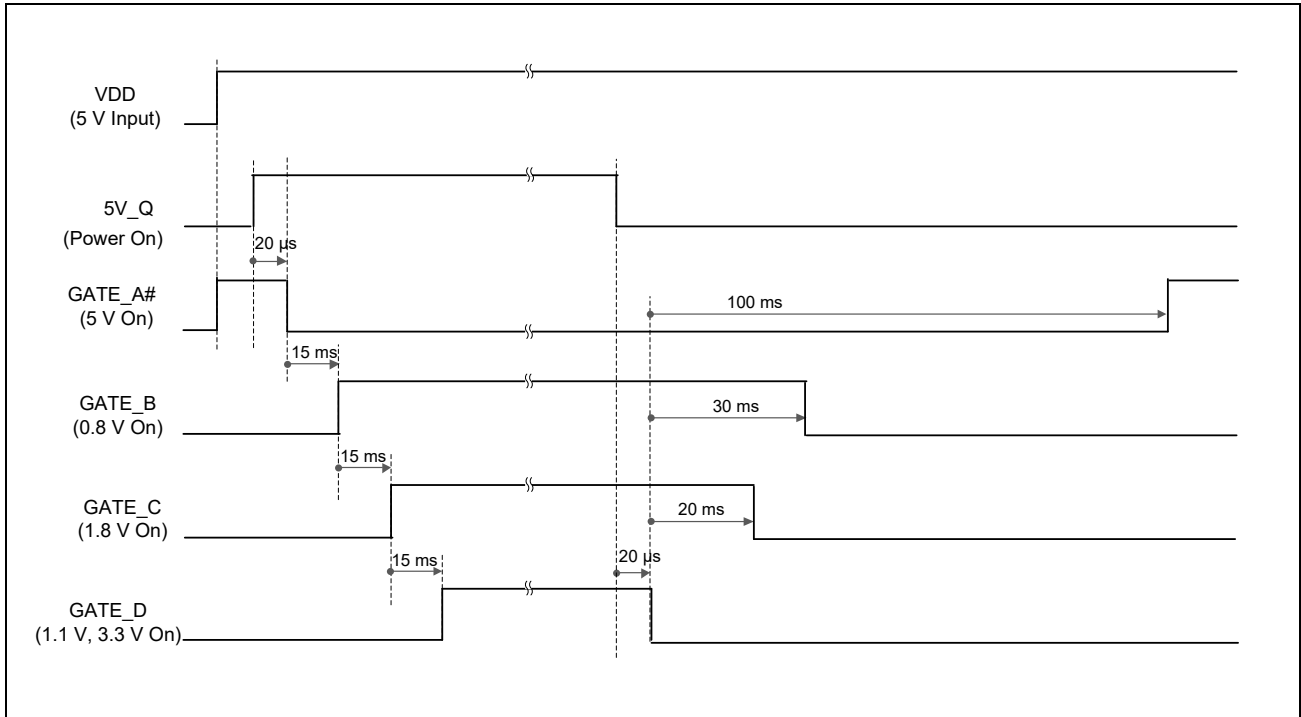 VDD
(5 V Input)
5V_Q
(Power On)
20 µs
GATE_A#
(5 V On)
100 ms
15 ms
GATE_B
(0.8 V On)
30 ms
15 ms
GATE_C
(1.8 V On)
20 ms
15 ms
20 µs
GATE_D
(1.1 V, 3.3 V On)